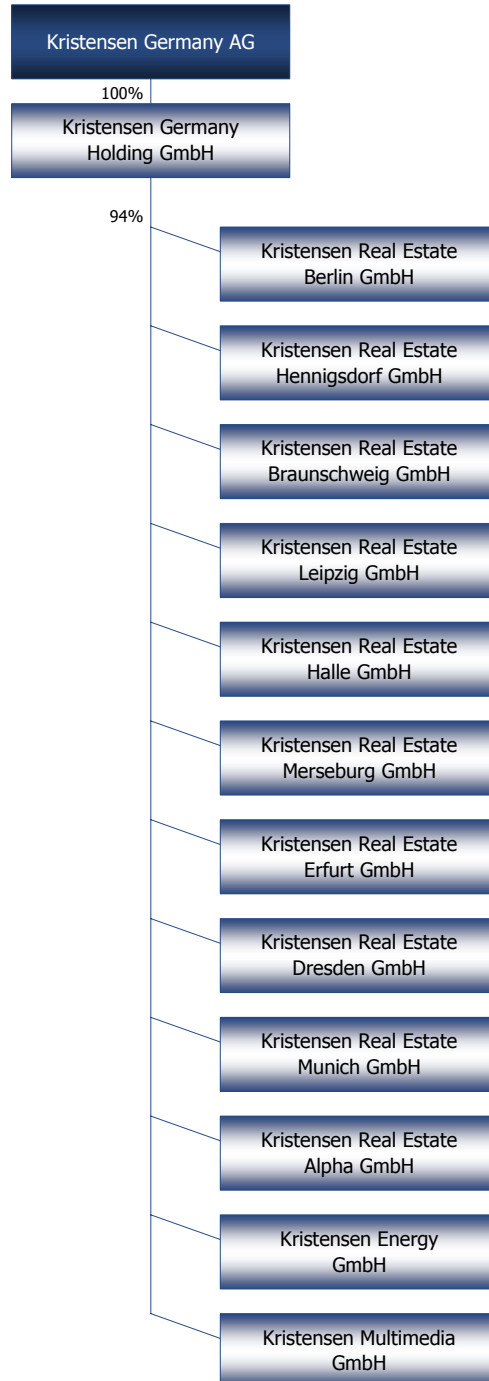 Kristensen Germany AG
100%
Kristensen Germany
Holding GmbH
94%
Kristensen Real Estate
Berlin GmbH
Kristensen Real Estate
Hennigsdorf GmbH
Kristensen Real Estate
Braunschweig GmbH
Kristensen Real Estate
Leipzig GmbH
Kristensen Real Estate
Halle GmbH
Kristensen Real Estate
Merseburg GmbH
Kristensen Real Estate
Erfurt GmbH
Kristensen Real Estate
Dresden GmbH
Kristensen Real Estate
Munich GmbH
Kristensen Real Estate
Alpha GmbH
Kristensen Energy
GmbH
Kristensen Multimedia
GmbH